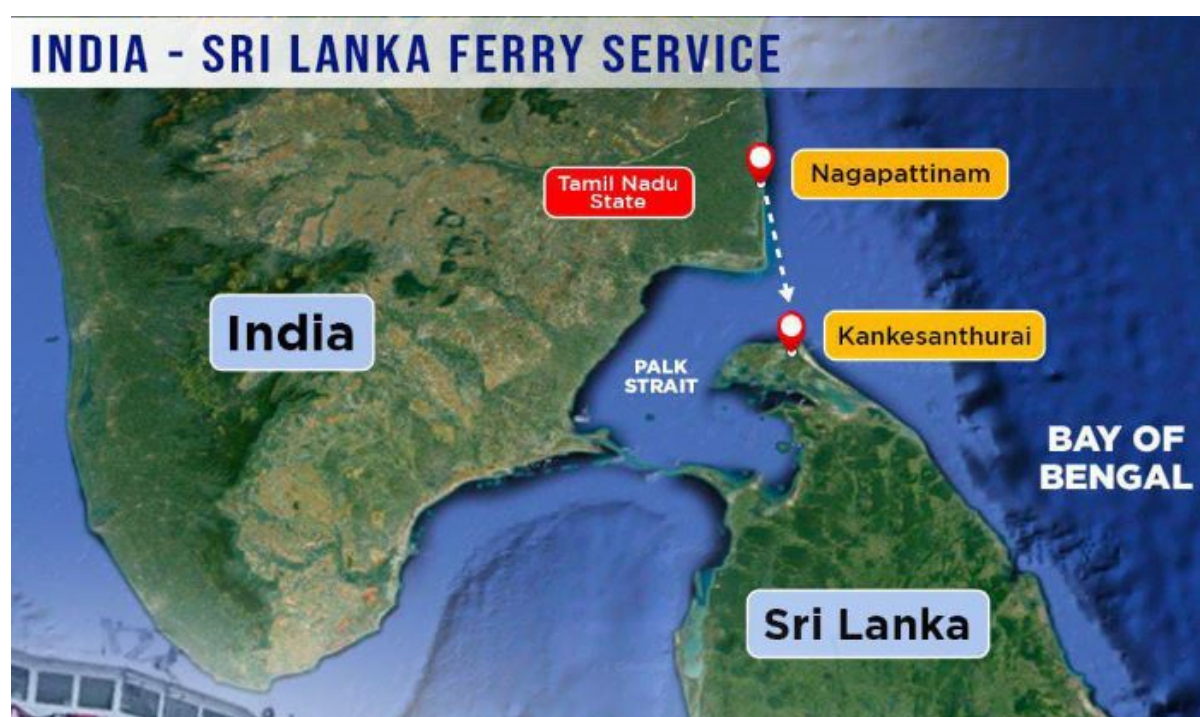 INDIA - SRI LANKA FERRY SERVICE
Nagapattinam
Tamil Nadu
State
India
Kankesanthurai
PALK
STRAIT
BAY OF
BENGAL
Sri Lanka